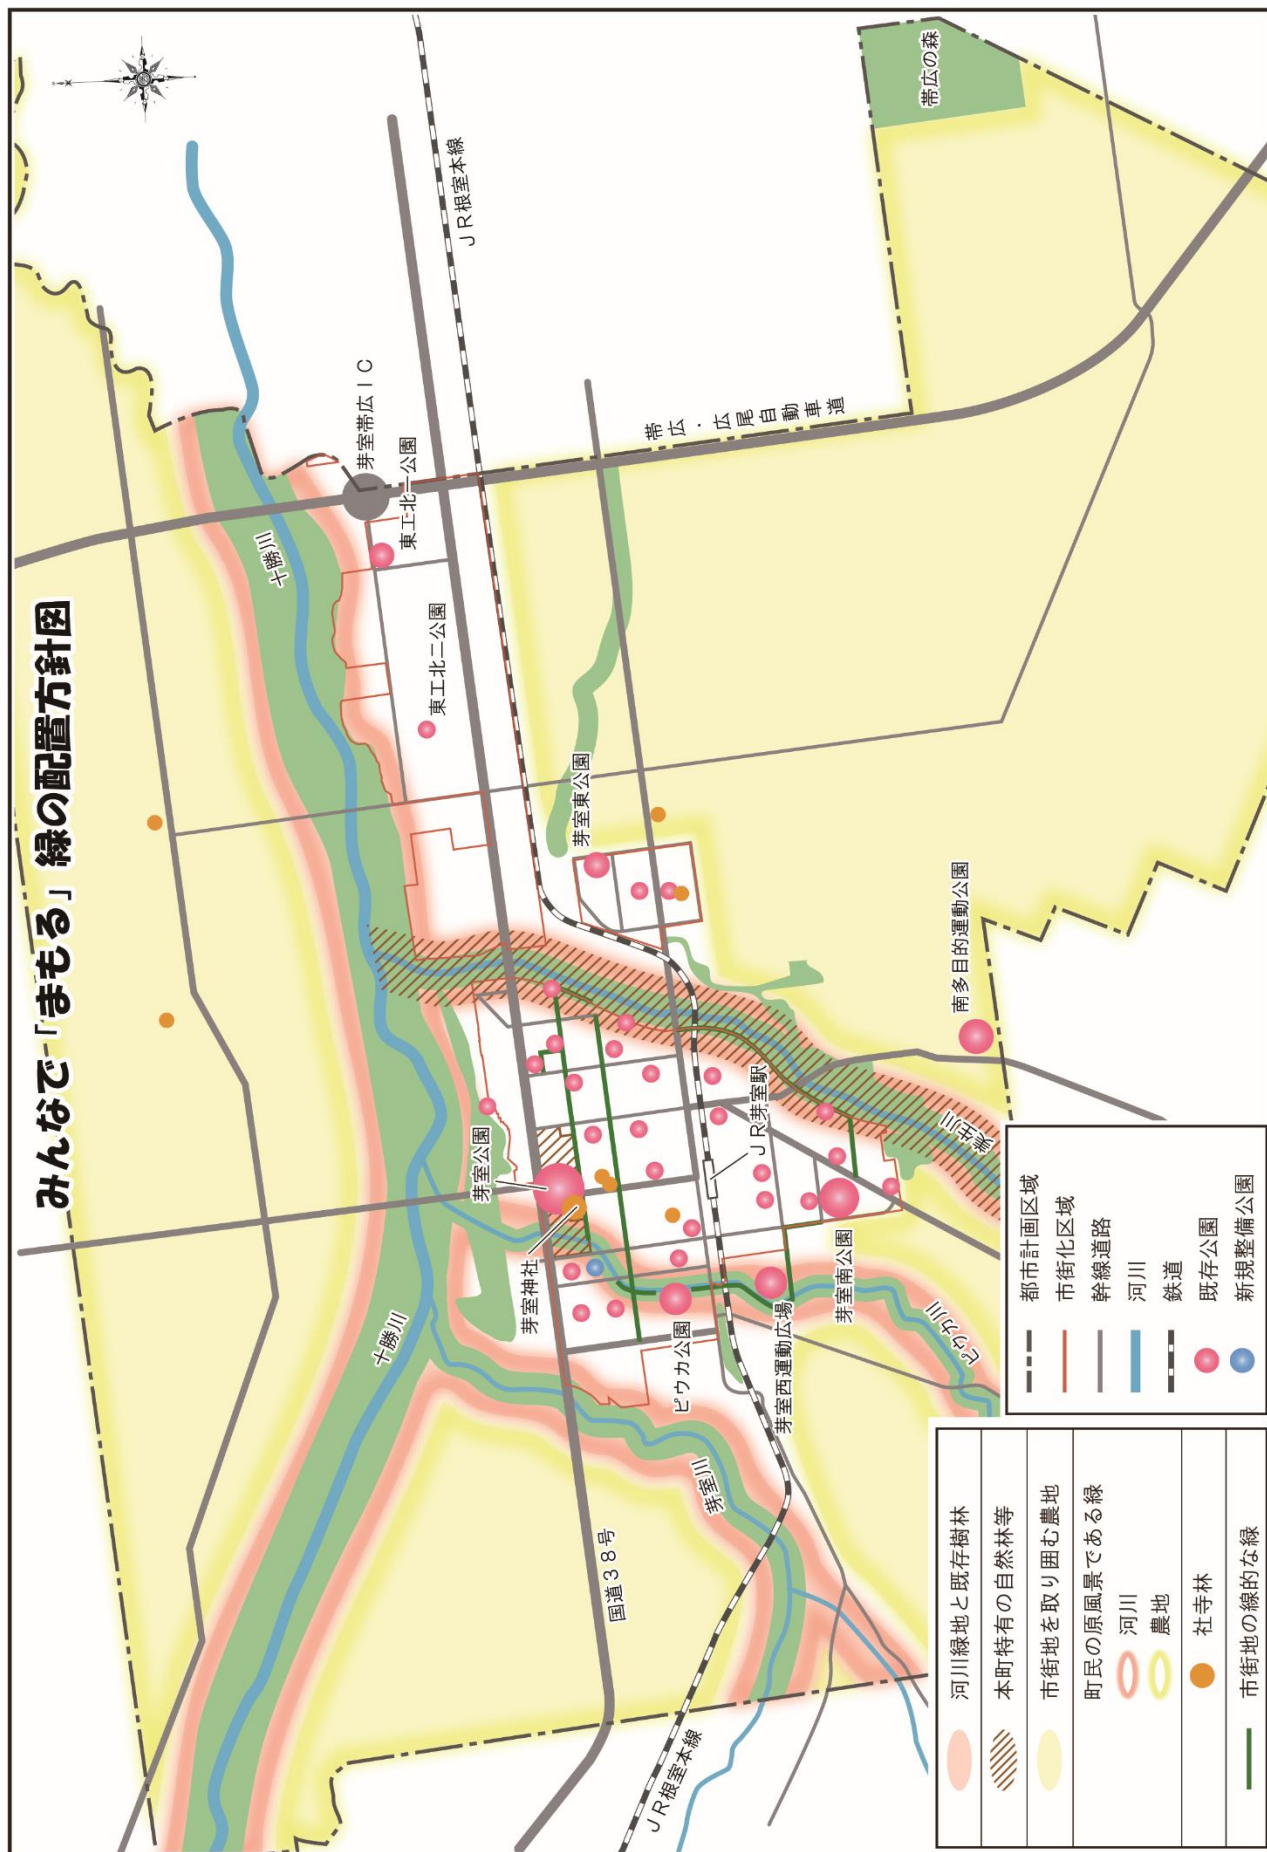 みんなで「まもる」緑の配置方針図
十勝川
十勝川
芽室帯広IC
東工北一公園
東工北二公園
JR根室本線
帯広の森
帯広・広尾自動車道
芽室公園
芽室神社
芽室東公園
国道38号
芽室川
ピウカ公園
JR芽室駅
芽室西運動広場
芽室南公園
南多目的運動公園
美生川
ピウカ川
JR根室本線
河川緑地と既存樹林
本町特有の自然林等
市街地を取り囲む農地
町民の原風景である緑
河川
農地
社寺林
市街地の線的な緑
都市計画区域
市街化区域
幹線道路
河川
鉄道
既存公園
新規整備公園